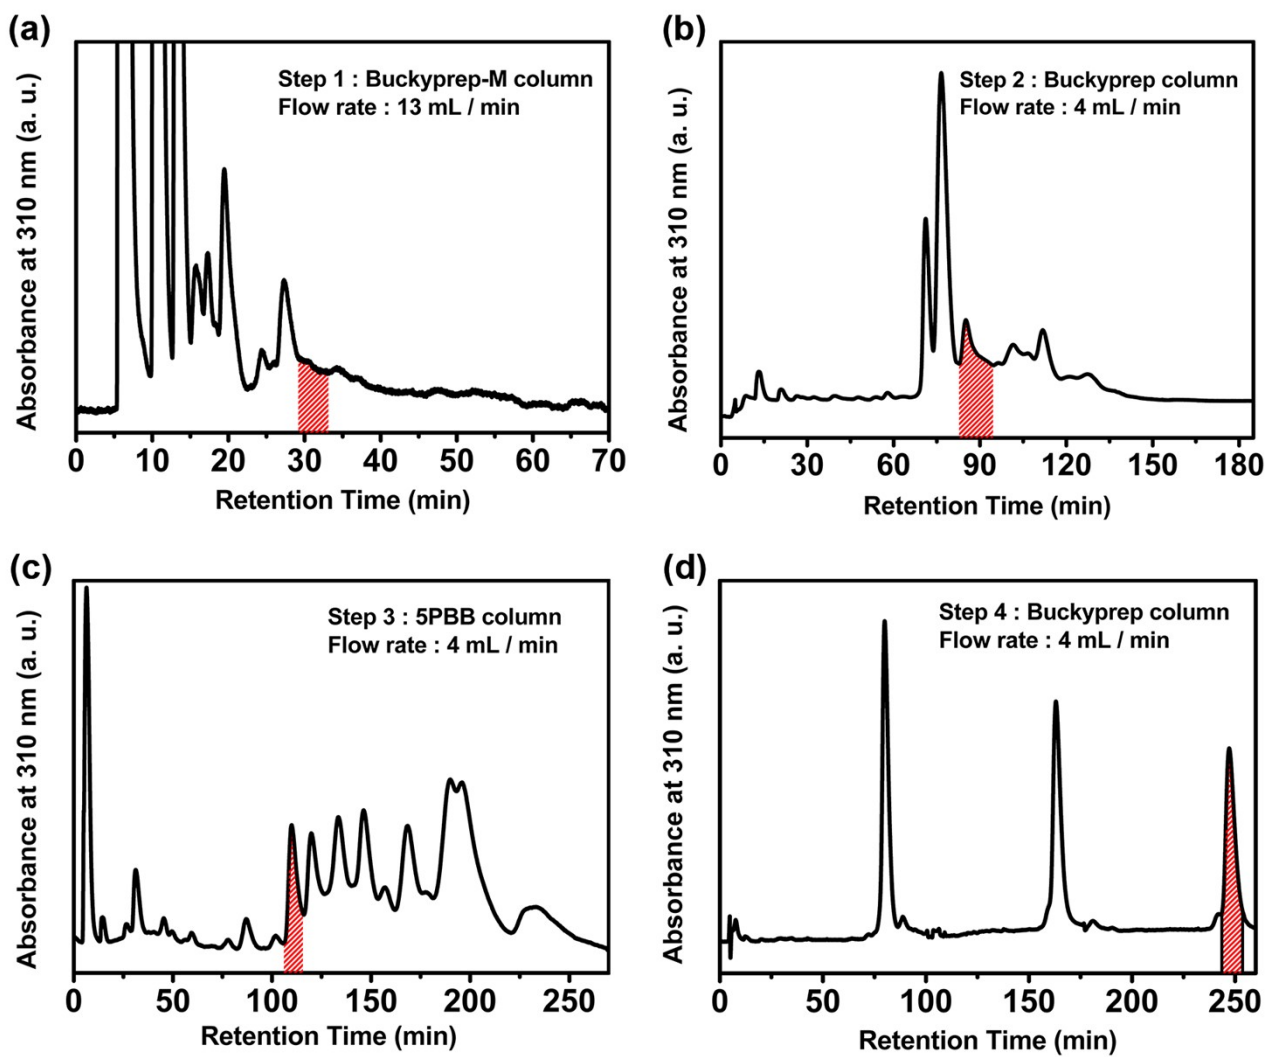 (a)
Step 1 : Buckyprep-M column
Flow rate : 13 mL / min
Absorbance at 310 nm (a. u.)
0 10 20 30 40 50 60 70
Retention Time (min)
(b)
Step 2 : Buckyprep column
Flow rate : 4 mL / min
Absorbance at 310 nm (a. u.)
0 30 60 90 120 150 180
Retention Time (min)
(c)
Step 3 : 5PBB column
Flow rate : 4 mL / min
Absorbance at 310 nm (a. u.)
0 50 100 150 200 250
Retention Time (min)
(d)
Step 4 : Buckyprep column
Flow rate : 4 mL / min
Absorbance at 310 nm (a. u.)
0 50 100 150 200 250
Retention Time (min)